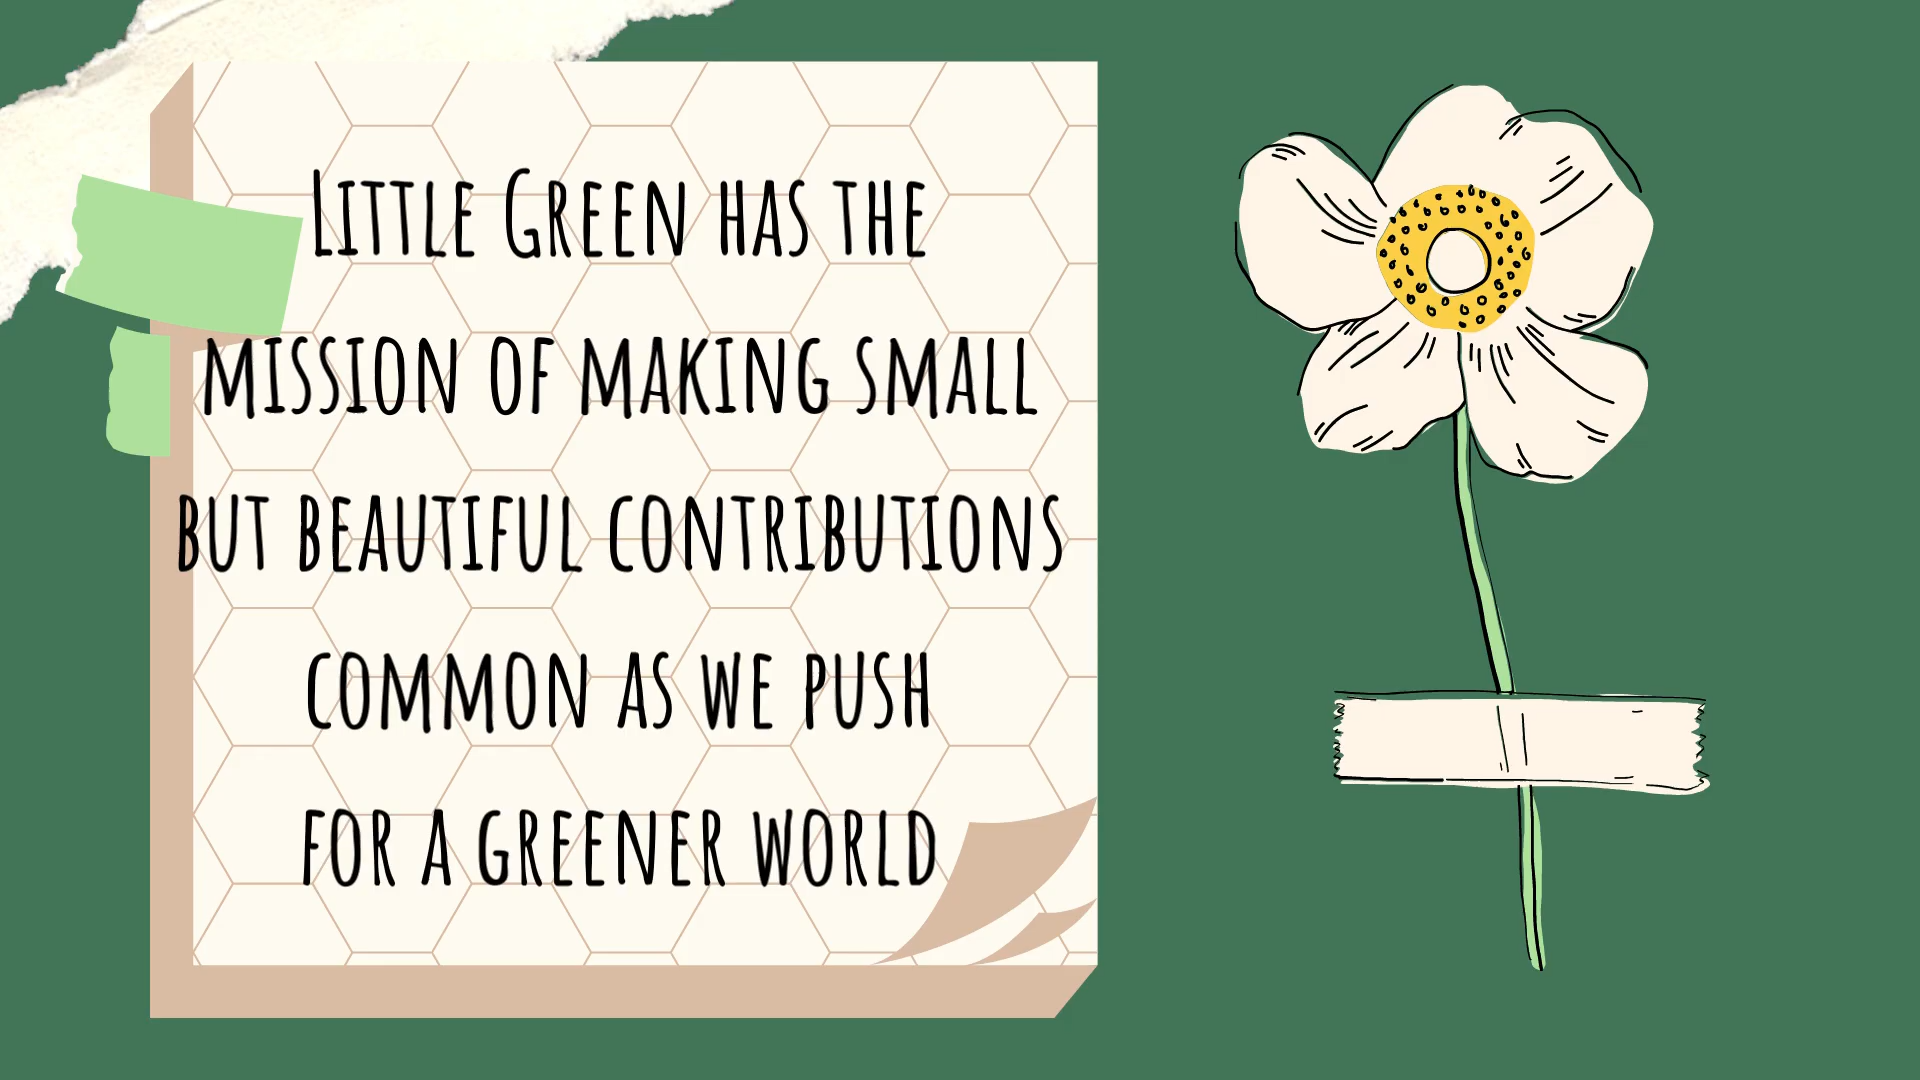 Little Green has the
mission of making small
but beautiful contributions
common as we push
for a greener world